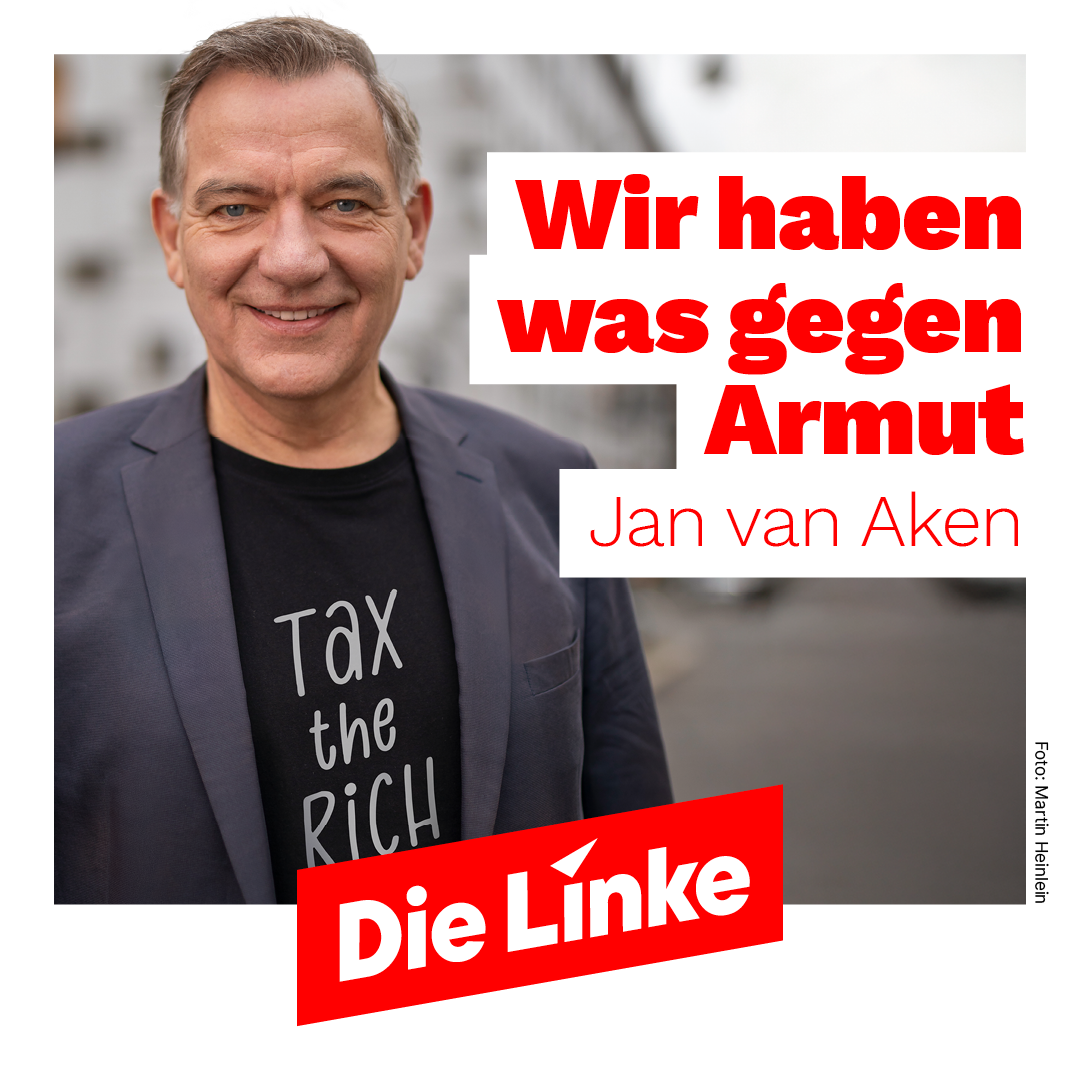 Wir haben
was gegen
Armut
Jan van Aken
Tax
the
RiCH
Die Linke
Foto: Martin Heinlein